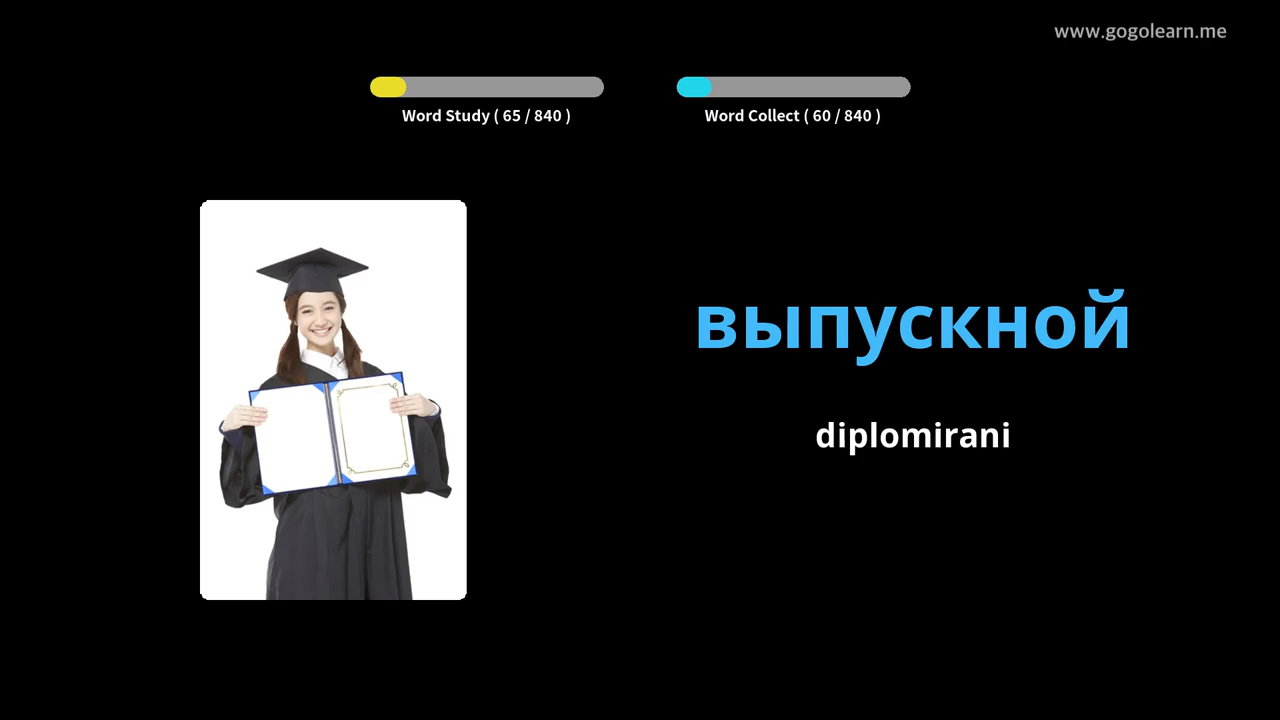 www.gogolearn.me
Word Study ( 65 / 840 )
Word Collect ( 60 / 840 )
выпускной
diplomirani